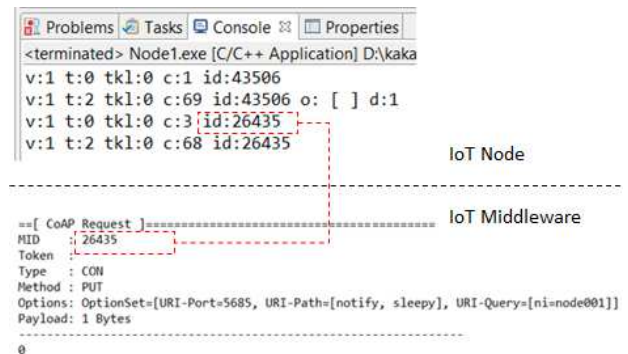 Problems Tasks Console Properties
<terminated> Node1.exe [C/C++ Application] D:\kaka
v:1 t:0 tkl:0 c:1 id:43506
v:1 t:2 tkl:0 c:69 id:43506 o: [ ] d:1
v:1 t:0 tkl:0 c:3 id:26435
v:1 t:2 tkl:0 c:68 id:26435
IoT Node
IoT Middleware
==[ CoAP Request ]=======================================
MID : 26435
Token :
Type : CON
Method : PUT
Options: OptionSet=[URI-Port=5685, URI-Path=[notify, sleepy], URI-Query=[ni=node001]]
Payload: 1 Bytes
---------------------------------------------------------------
0